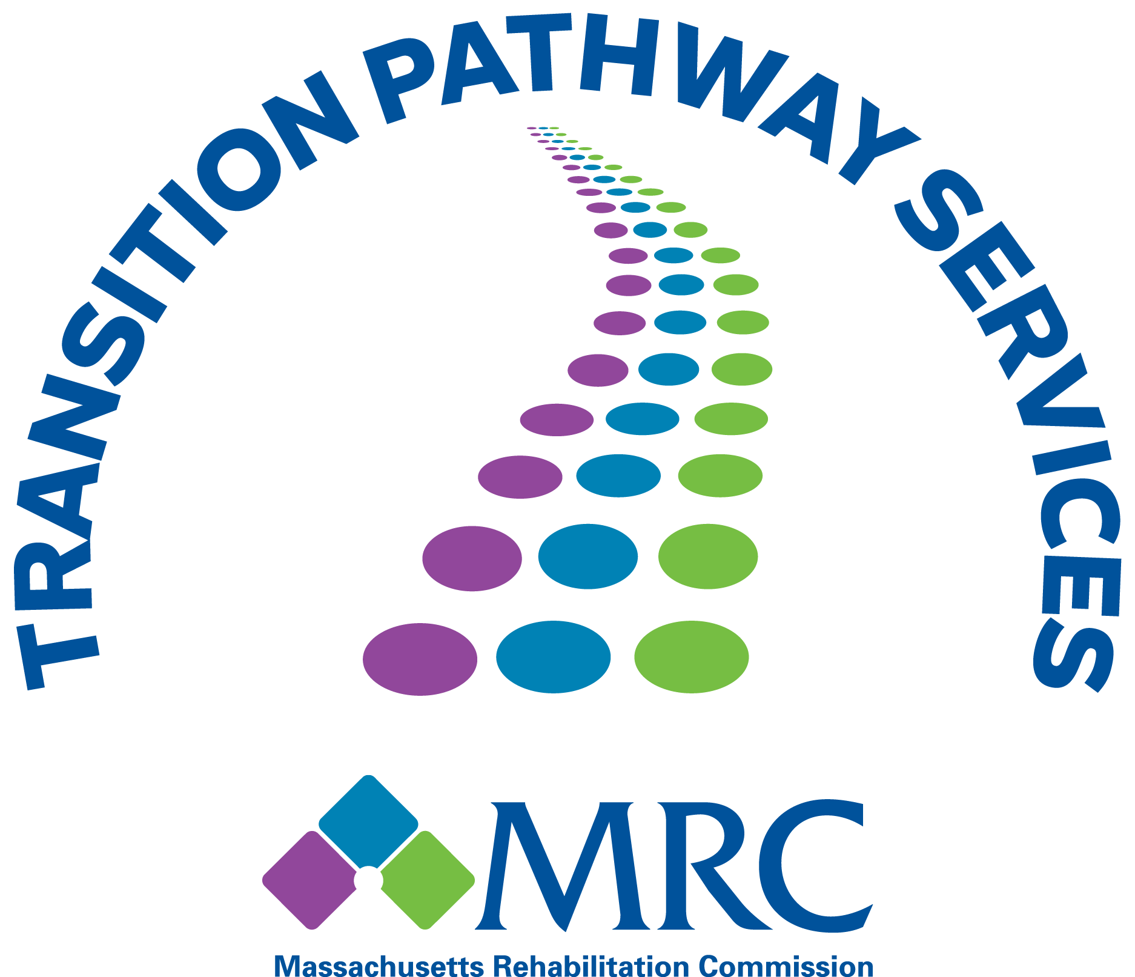 TRANSITION PATHWAY SERVICES
MRC
Massachusetts Rehabilitation Commission